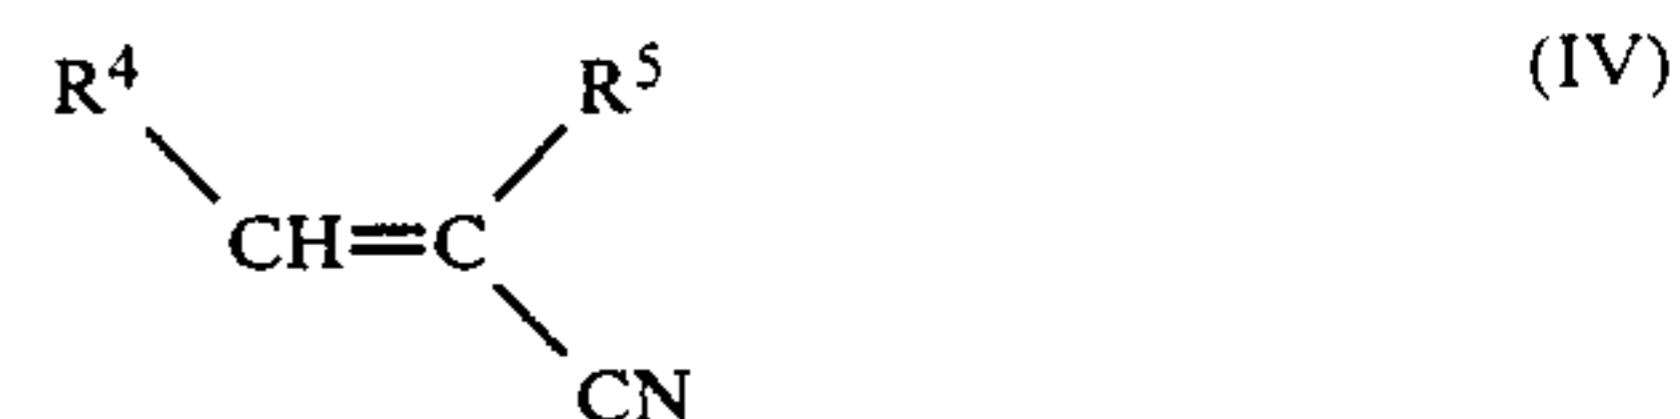 R⁴ R⁵ (IV)
CH=C
CN